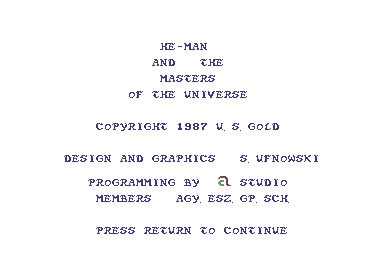 HE-MAN
AND THE
MASTERS
OF THE UNIVERSE
COPYRIGHT 1987 U.S. GOLD
DESIGN AND GRAPHICS S. UFNOWSKI
PROGRAMMING BY a STUDIO
MEMBERS AGY. ESZ. GP. SCH.
PRESS RETURN TO CONTINUE